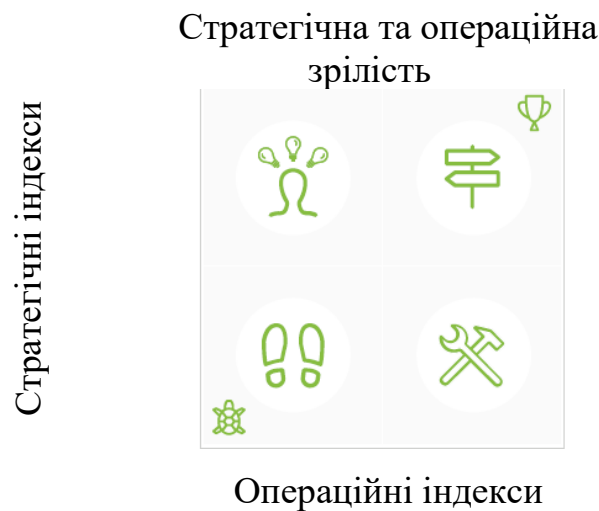 Стратегічна та операційна
зрілість
Стратегічні індекси
Операційні індекси